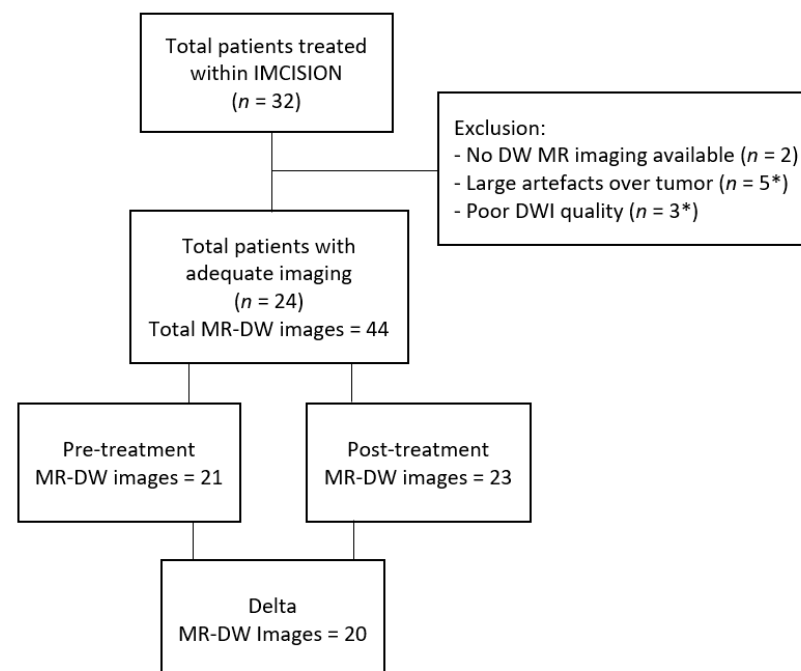 Total patients treated
within IMCISION
(n = 32)
Exclusion:
- No DW MR imaging available (n = 2)
- Large artefacts over tumor (n = 5*)
- Poor DWI quality (n = 3*)
Total patients with
adequate imaging
(n = 24)
Total MR-DW images = 44
Pre-treatment
MR-DW images = 21
Post-treatment
MR-DW images = 23
Delta
MR-DW Images = 20